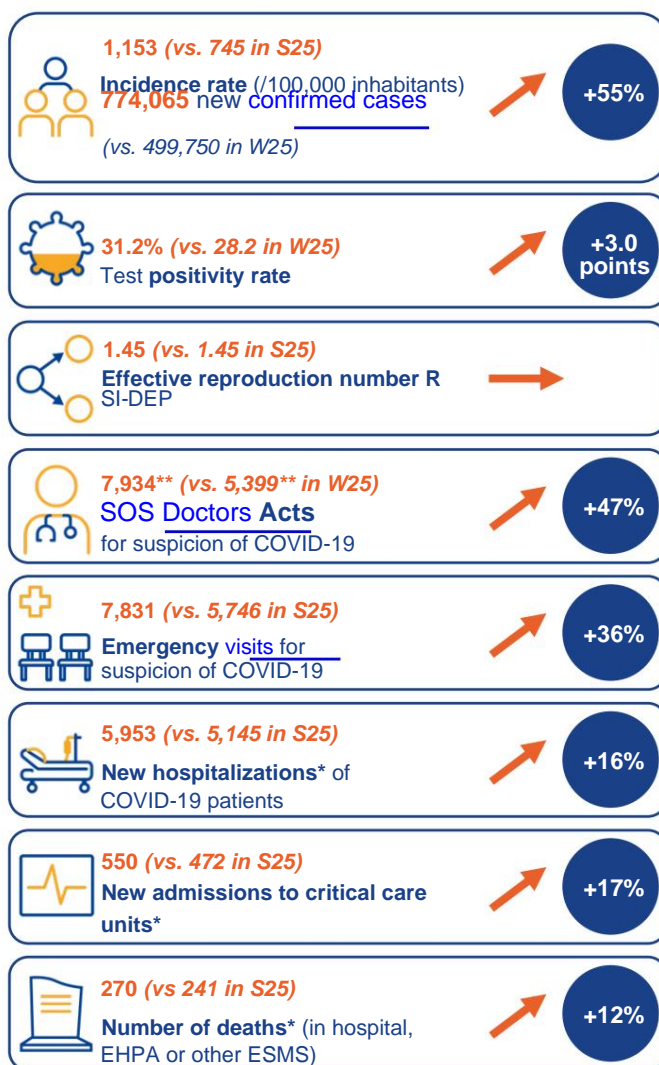 1,153 (vs. 745 in S25)
Incidence rate (/100,000 inhabitants)
774,065 new confirmed cases
(vs. 499,750 in W25)
+55%
31.2% (vs. 28.2 in W25)
Test positivity rate
+3.0
points
1.45 (vs. 1.45 in S25)
Effective reproduction number R
SI-DEP
7,934** (vs. 5,399** in W25)
SOS Doctors Acts
for suspicion of COVID-19
+47%
7,831 (vs. 5,746 in S25)
Emergency visits for
suspicion of COVID-19
+36%
5,953 (vs. 5,145 in S25)
New hospitalizations* of
COVID-19 patients
+16%
550 (vs. 472 in S25)
New admissions to critical care
units*
+17%
270 (vs 241 in S25)
Number of deaths* (in hospital,
EHPA or other ESMS)
+12%